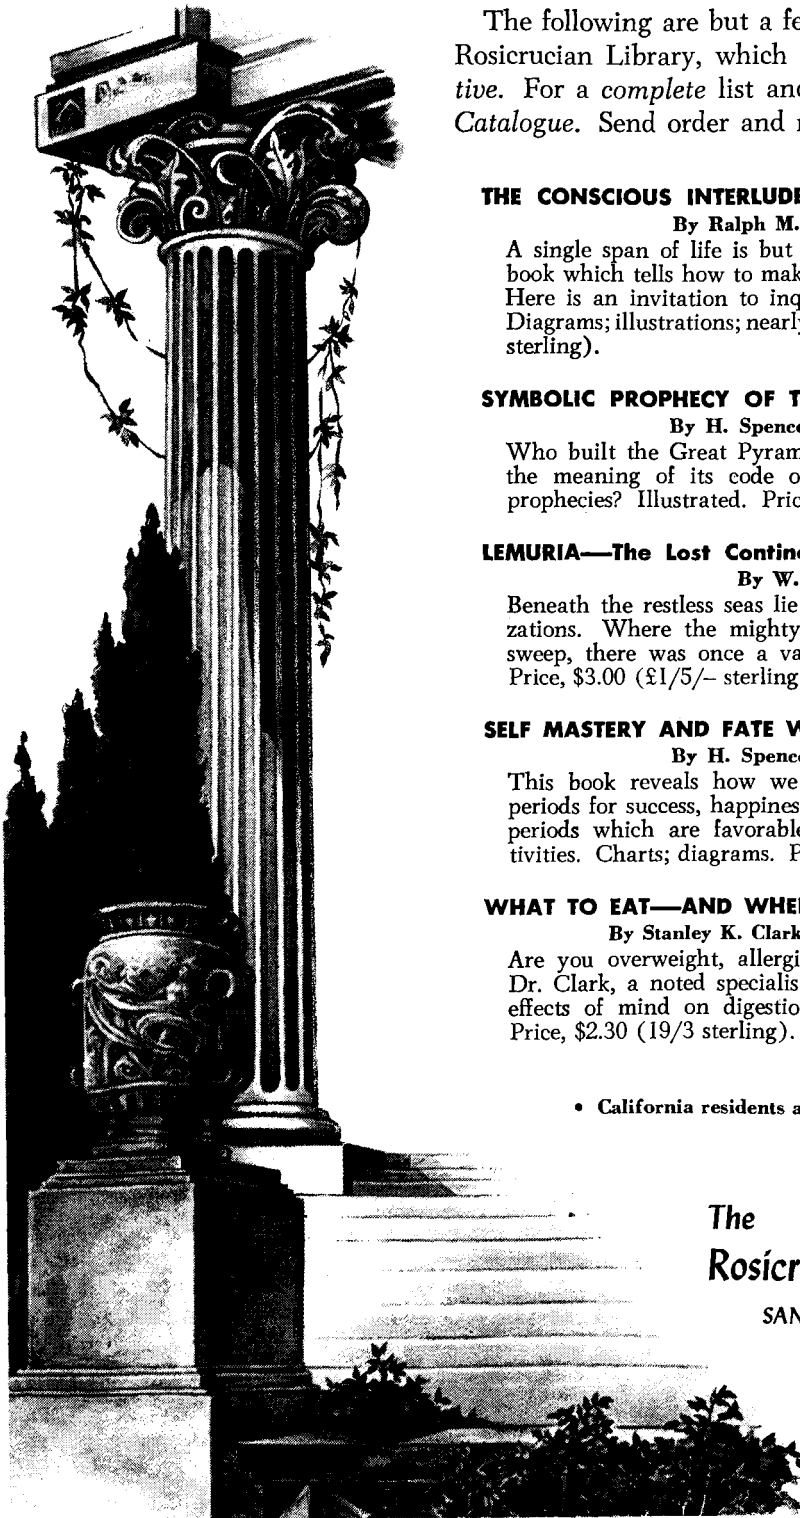 The following are but a fe
Rosicrucian Library, which
tive. For a complete list and
Catalogue. Send order and r
THE CONSCIOUS INTERLUDE
By Ralph M.
A single span of life is but
book which tells how to mak
Here is an invitation to inq
Diagrams; illustrations; nearly
sterling).
SYMBOLIC PROPHECY OF T
By H. Spence
Who built the Great Pyram
the meaning of its code o
prophecies? Illustrated. Pric
LEMURIA—The Lost Contine
By W.
Beneath the restless seas lie
zations. Where the mighty
sweep, there was once a va
Price, $3.00 (£1/5/– sterling
SELF MASTERY AND FATE W
By H. Spence
This book reveals how we
periods for success, happines
periods which are favorable
tivities. Charts; diagrams. P
WHAT TO EAT—AND WHEN
By Stanley K. Clark
Are you overweight, allergi
Dr. Clark, a noted specialis
effects of mind on digestio
Price, $2.30 (19/3 sterling).
• California residents a
The
Rosicr
SAN